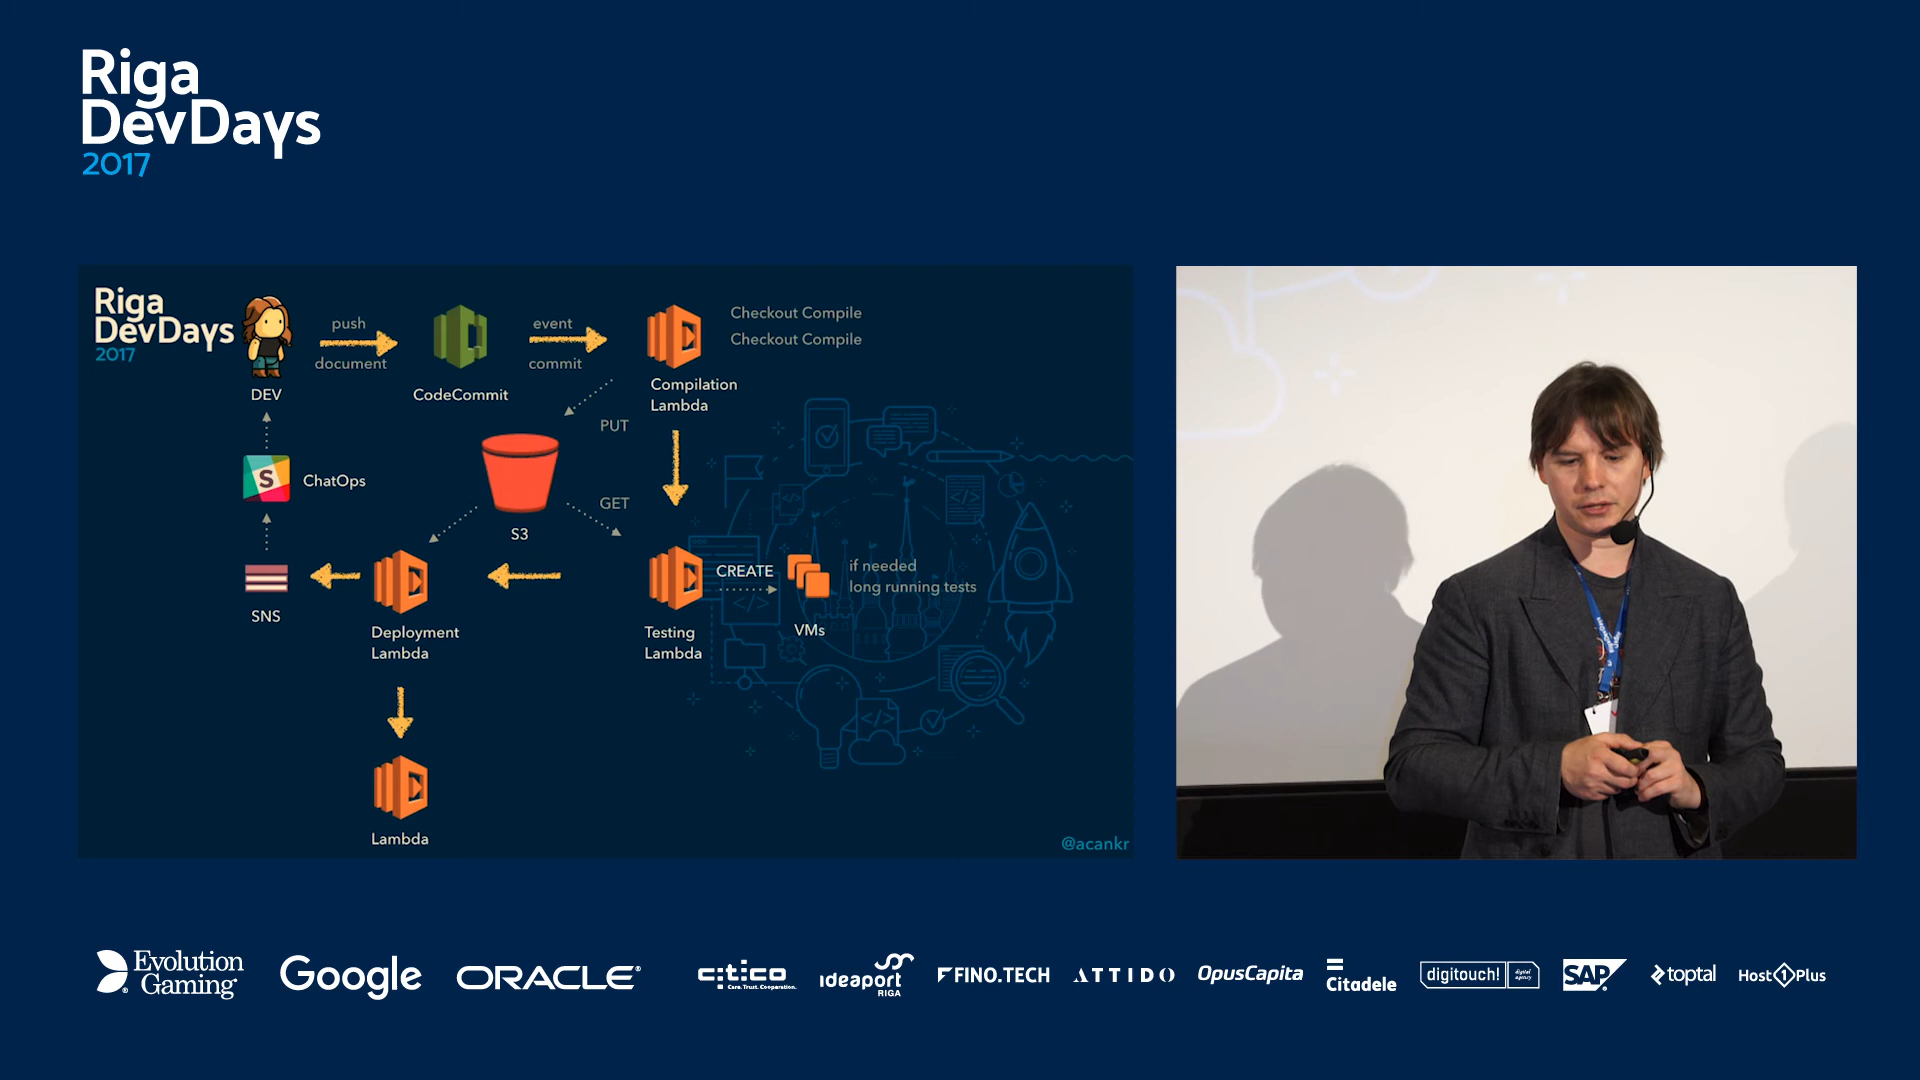 Riga
DevDays
2017
Riga
DevDays
2017
push
document
DEV
CodeCommit
event
commit
Compilation
Lambda
Checkout Compile
Checkout Compile
PUT
GET
S3
S
ChatOps
SNS
Deployment
Lambda
Testing
Lambda
CREATE
VMs
if needed
long running tests
Lambda
@acankr
Evolution
Gaming
Google
ORACLE
citico
Care. Trust. Cooperation.
ideaport
RIGA
FINO.TECH
ATTIDO
OpusCapita
Citadele
digitouch!
digital
agency
SAP
toptal
Host1Plus